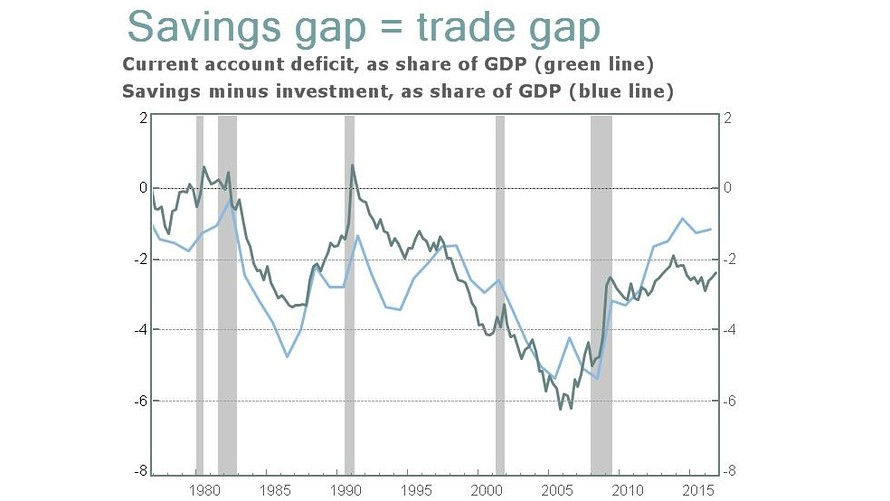 Savings gap = trade gap
Current account deficit, as share of GDP (green line)
Savings minus investment, as share of GDP (blue line)
2 2
0 0
-2 -2
-4 -4
-6 -6
-8 -8
1980 1985 1990 1995 2000 2005 2010 2015